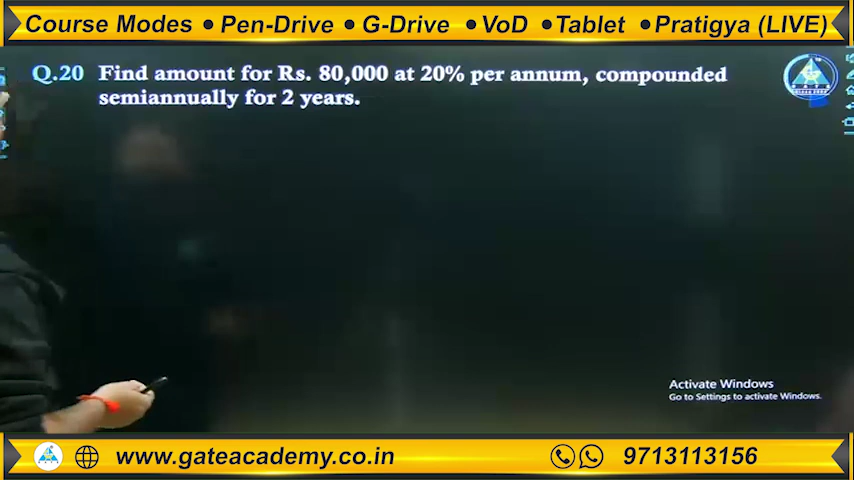 Course Modes • Pen-Drive • G-Drive • VoD • Tablet • Pratigya (LIVE)
Q.20 Find amount for Rs. 80,000 at 20% per annum, compounded
semiannually for 2 years.
Activate Windows
Go to Settings to activate Windows.
www.gateacademy.co.in 9713113156